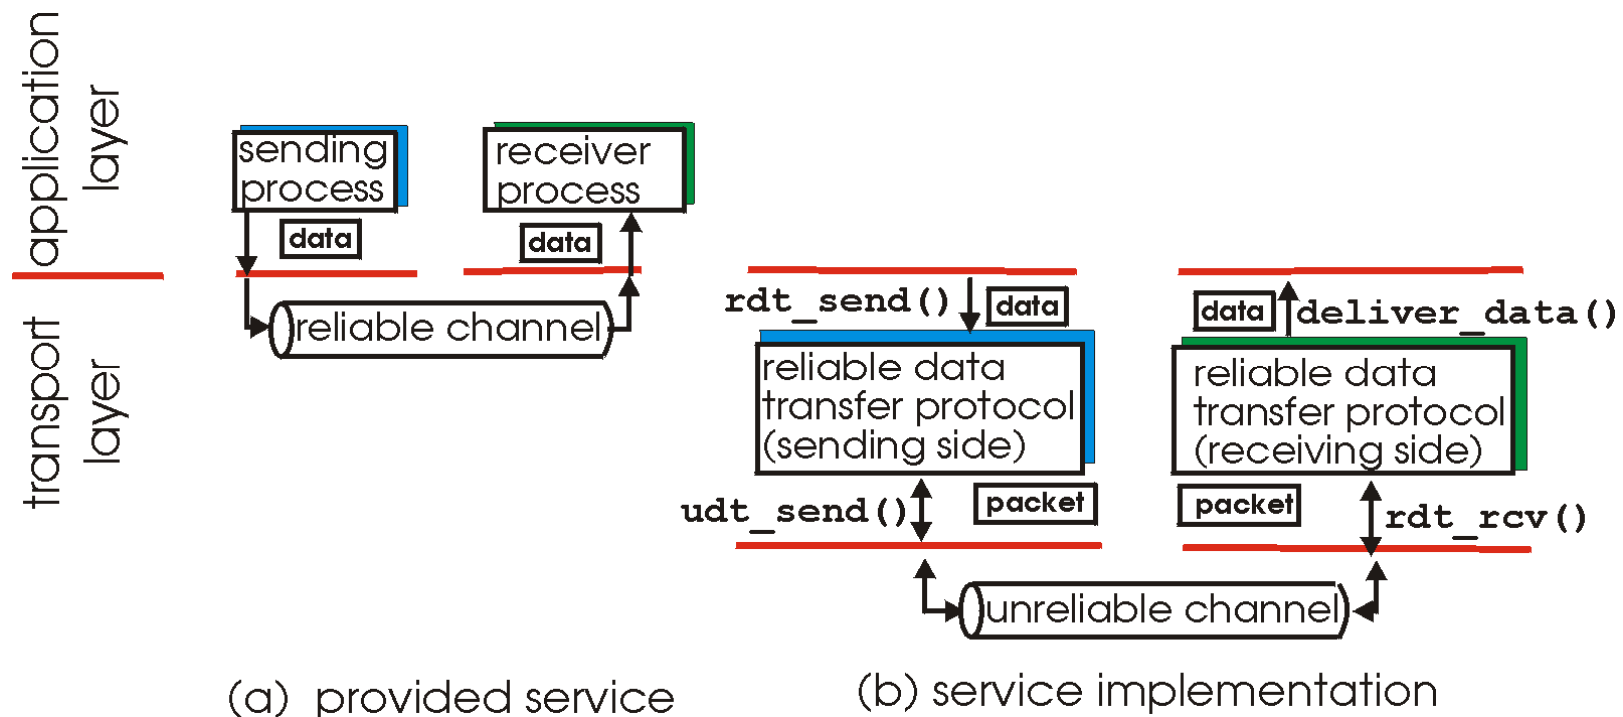 application
layer
transport
layer
sending
process
data
receiver
process
data
reliable channel
(a) provided service
rdt_send()
data
reliable data
transfer protocol
(sending side)
udt_send()
packet
data
deliver_data()
reliable data
transfer protocol
(receiving side)
packet
rdt_rcv()
unreliable channel
(b) service implementation